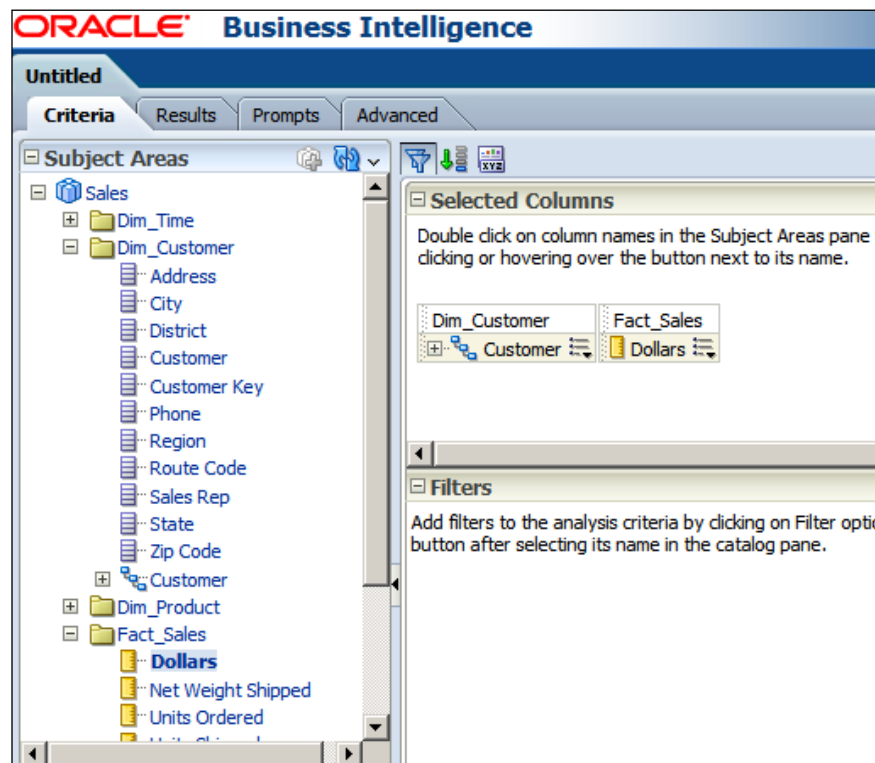 ORACLE Business Intelligence
Untitled
Criteria Results Prompts Advanced
Subject Areas
Sales
Dim_Time
Dim_Customer
Address
City
District
Customer
Customer Key
Phone
Region
Route Code
Sales Rep
State
Zip Code
Customer
Dim_Product
Fact_Sales
Dollars
Net Weight Shipped
Units Ordered
XYZ
Selected Columns
Double click on column names in the Subject Areas pane
clicking or hovering over the button next to its name.
Dim_Customer Fact_Sales
Customer Dollars
Filters
Add filters to the analysis criteria by clicking on Filter opti
button after selecting its name in the catalog pane.